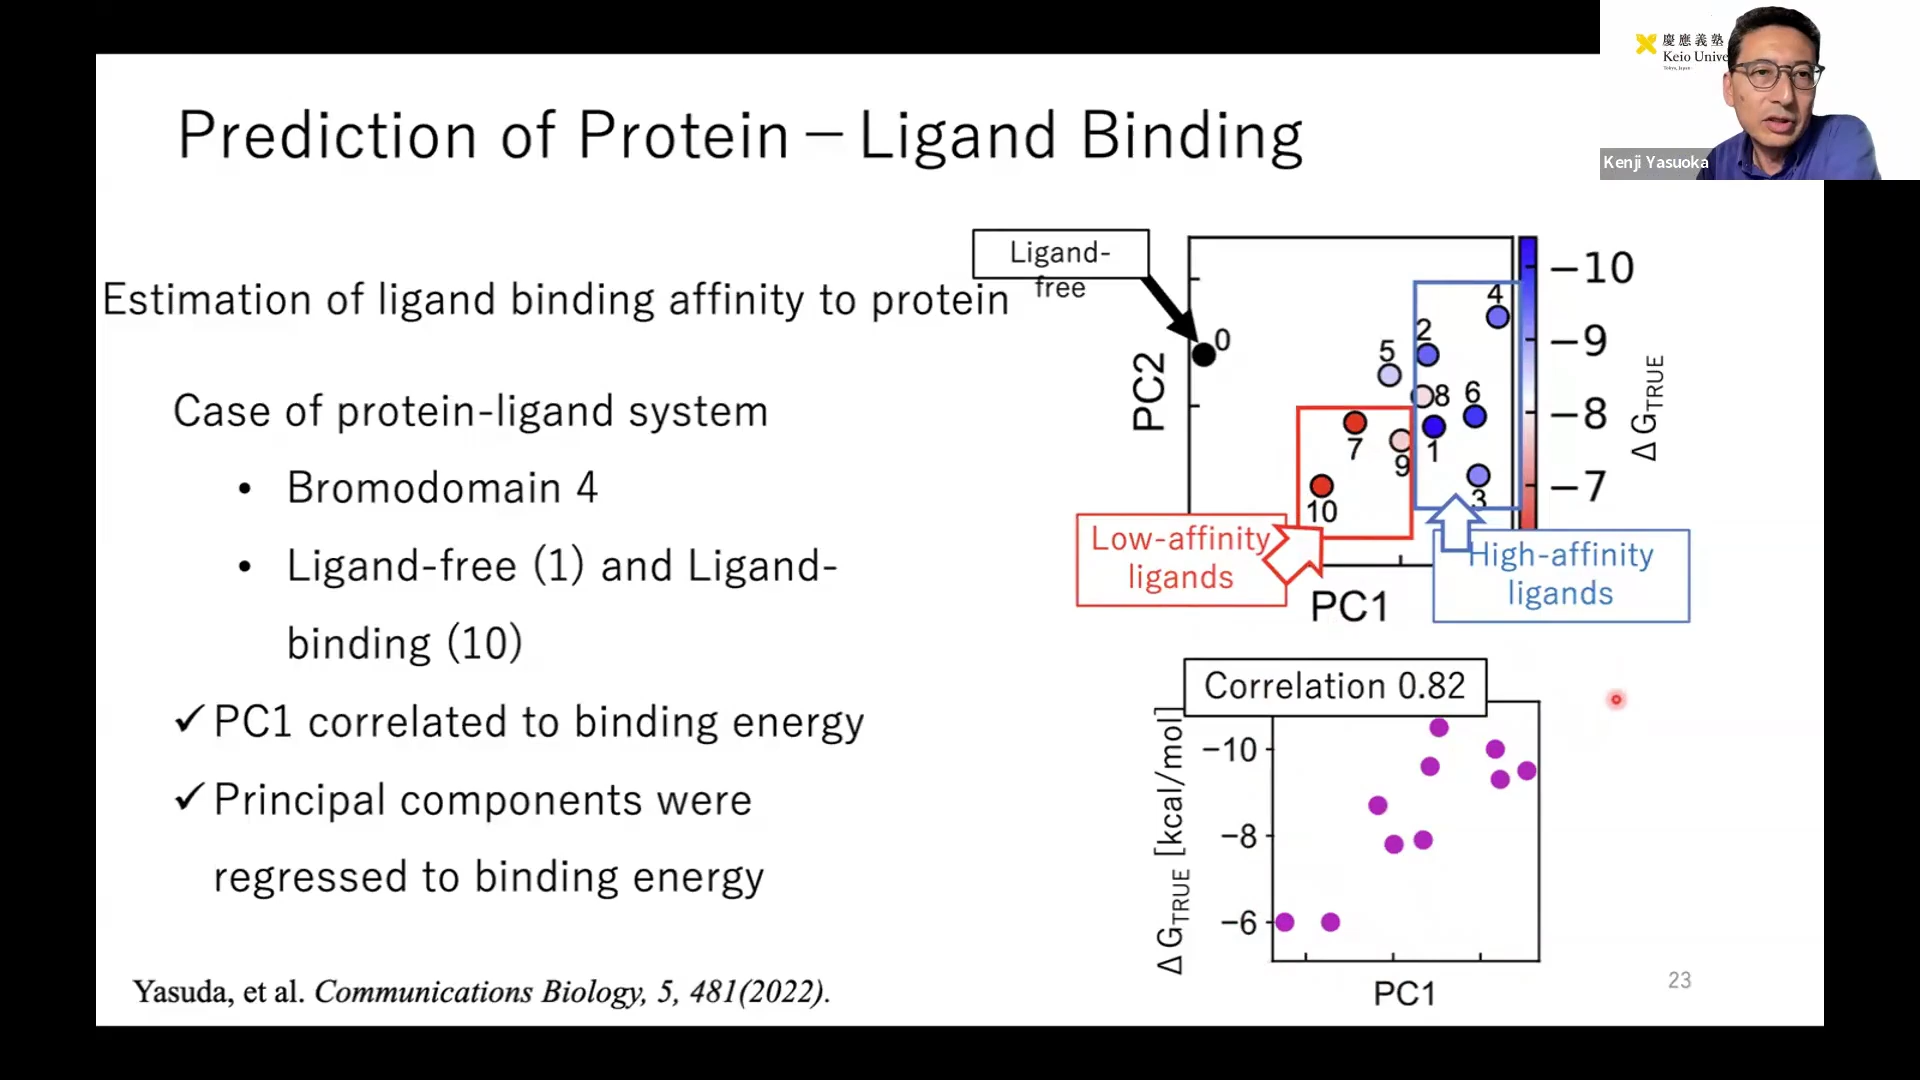 Prediction of Protein－Ligand Binding
慶應義塾
Keio Unive
Tokyo, Japan
Kenji Yasuoka
Estimation of ligand binding affinity to protein
Case of protein-ligand system
• Bromodomain 4
• Ligand-free (1) and Ligand-
binding (10)
✓PC1 correlated to binding energy
✓Principal components were
regressed to binding energy
Yasuda, et al. Communications Biology, 5, 481(2022).
Ligand-
free
PC2
0
5
2
4
8
6
7
9
1
3
10
−10
−9
−8
−7
Δ GTRUE
Low-affinity
ligands
PC1
High-affinity
ligands
Correlation 0.82
Δ GTRUE [kcal/mol]
−10
−8
−6
PC1
23